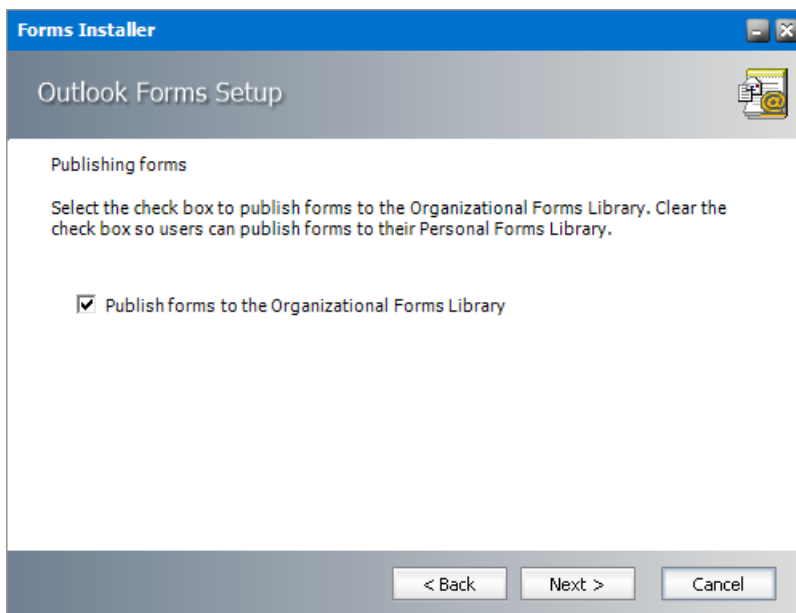 Forms Installer
Outlook Forms Setup
Publishing forms
Select the check box to publish forms to the Organizational Forms Library. Clear the
check box so users can publish forms to their Personal Forms Library.
Publish forms to the Organizational Forms Library
< Back
Next >
Cancel